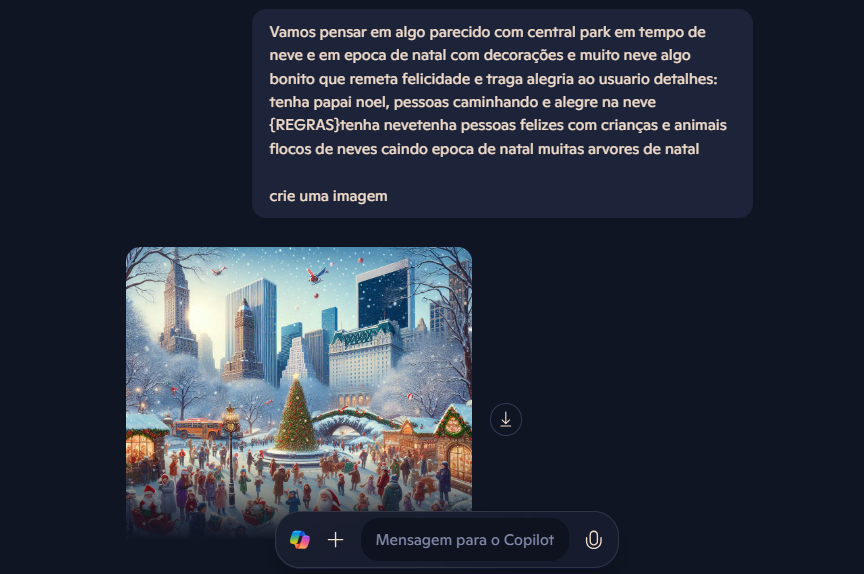 Vamos pensar em algo parecido com central park em tempo de
neve e em epoca de natal com decorações e muito neve algo
bonito que remeta felicidade e traga alegria ao usuario detalhes:
tenha papai noel, pessoas caminhando e alegre na neve
{REGRAS}tenha nevetenha pessoas felizes com crianças e animais
flocos de neves caindo epoca de natal muitas arvores de natal
crie uma imagem
Mensagem para o Copilot